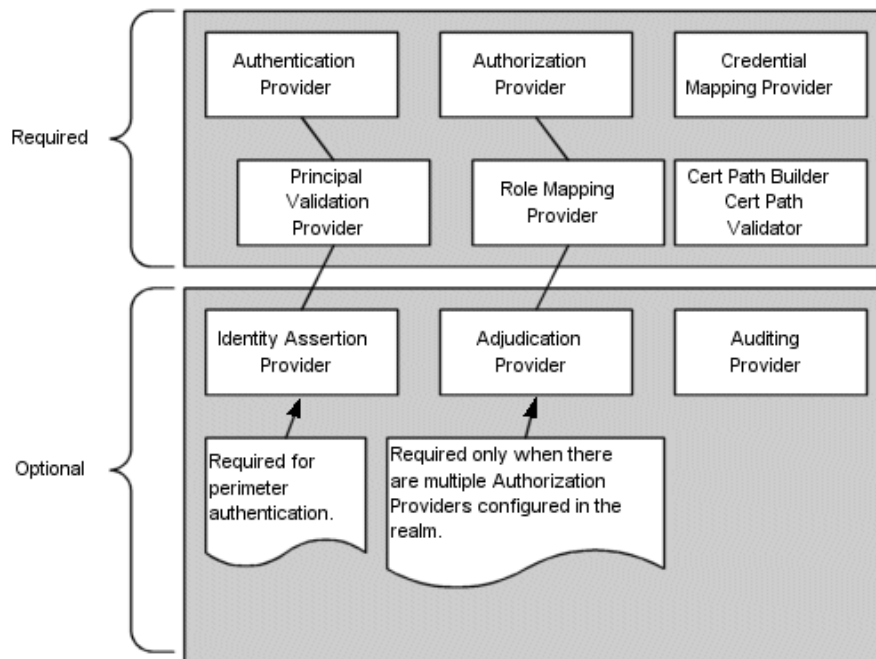 Authentication
Provider
Authorization
Provider
Credential
Mapping Provider
Required
Principal
Validation
Provider
Role Mapping
Provider
Cert Path Builder
Cert Path
Validator
Identity Assertion
Provider
Adjudication
Provider
Auditing
Provider
Optional
Required for
perimeter
authentication.
Required only when there
are multiple Authorization
Providers configured in the
realm.